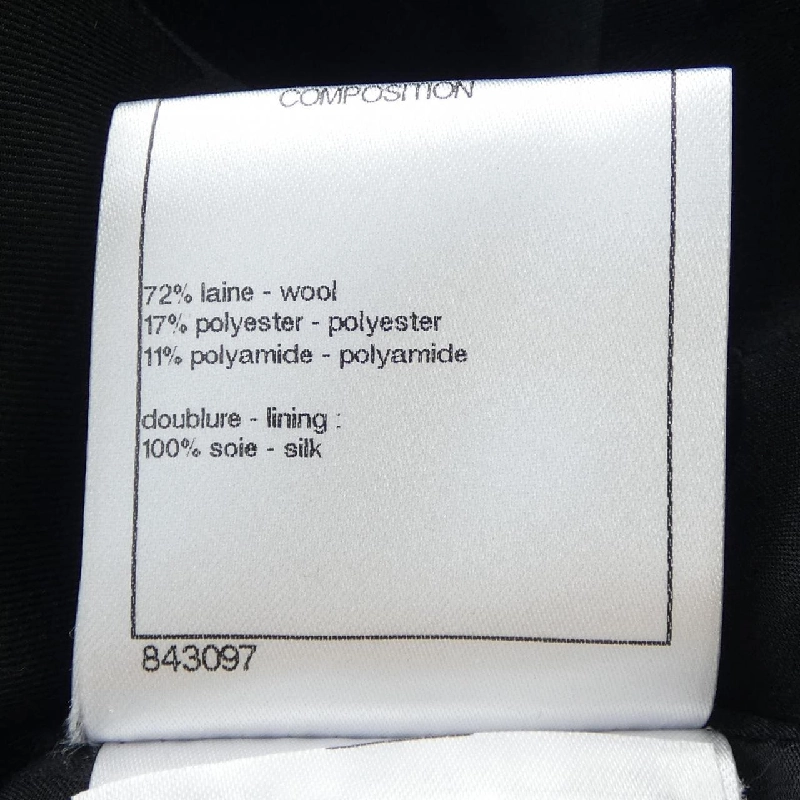 COMPOSITION
72% laine - wool
17% polyester - polyester
11% polyamide - polyamide
doublure - lining :
100% soie - silk
843097